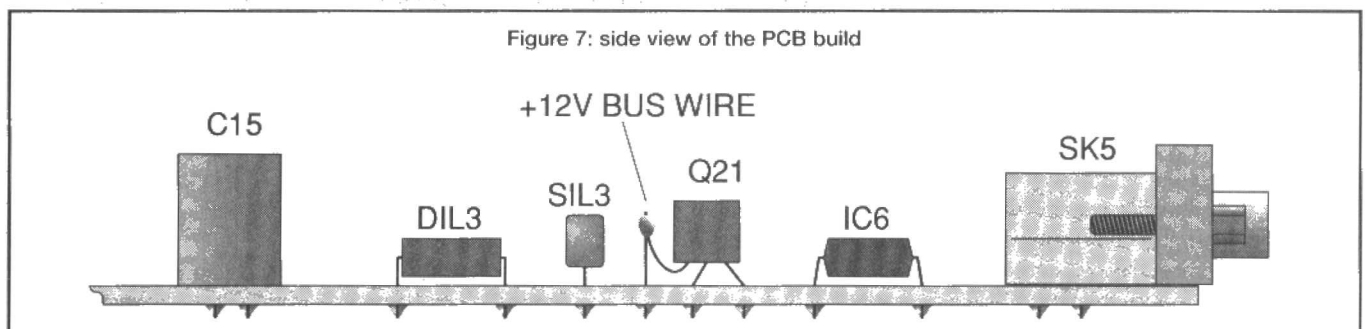 Figure 7: side view of the PCB build
+12V BUS WIRE
C15
SK5
Q21
SIL3
DIL3
IC6